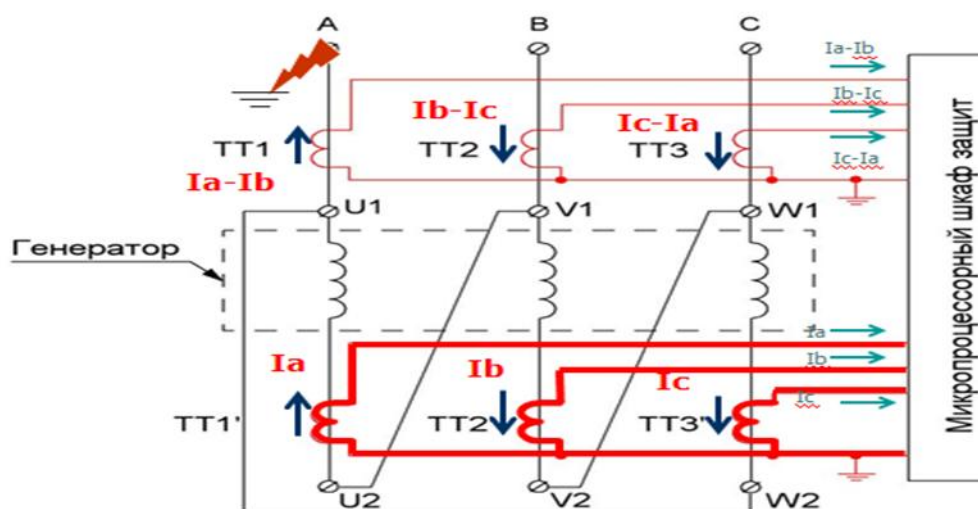 A
B
C
Ia-Ib
Ib-Ic
Ic-Ia
Ib-Ic
Ic-Ia
TT1
TT2
TT3
Ia-Ib
U1
V1
W1
Генератор
Микропроцессорный шкаф защит
Ia
Ib
Ic
Ia
Ib
Ic
TT1'
TT2'
TT3'
U2
V2
W2